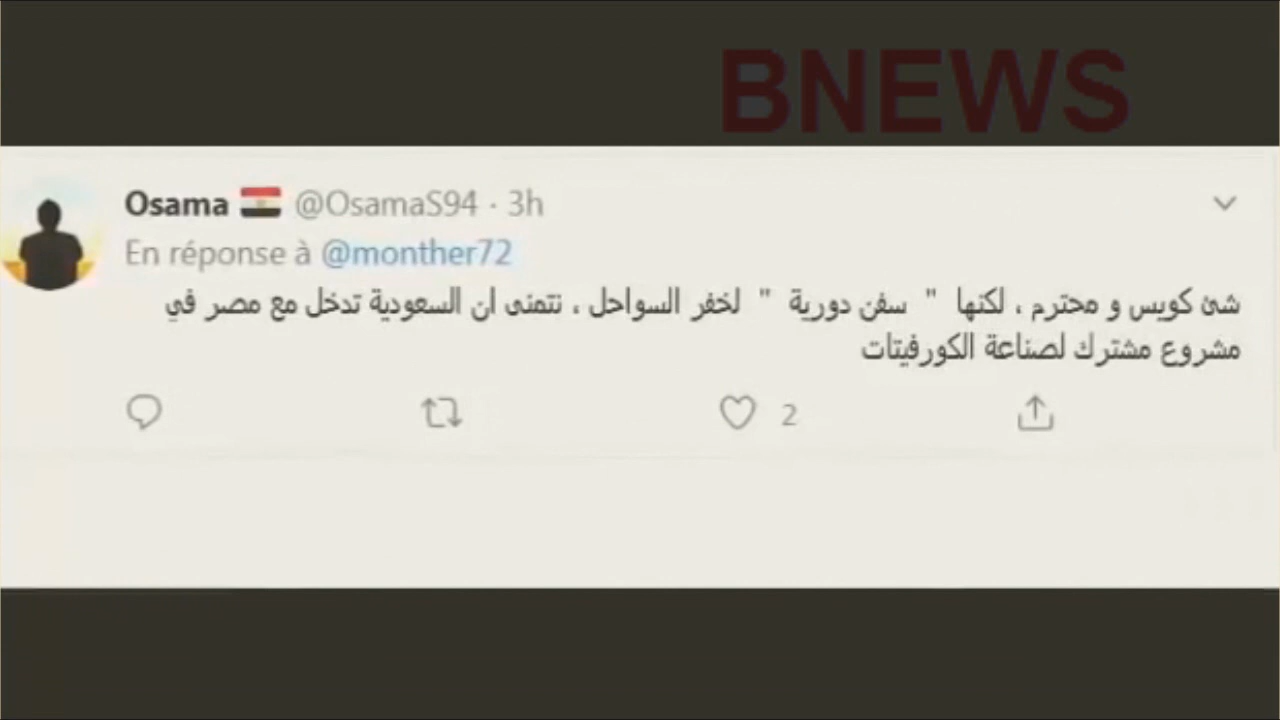 BNEWS
Osama @OsamaS94 · 3h
En réponse à @monther72
شئ كويس و محترم ، لكنها " سفن دورية " لخفر السواحل ، نتمنى ان السعودية تدخل مع مصر في
مشروع مشترك لصناعة الكورفيتات
2